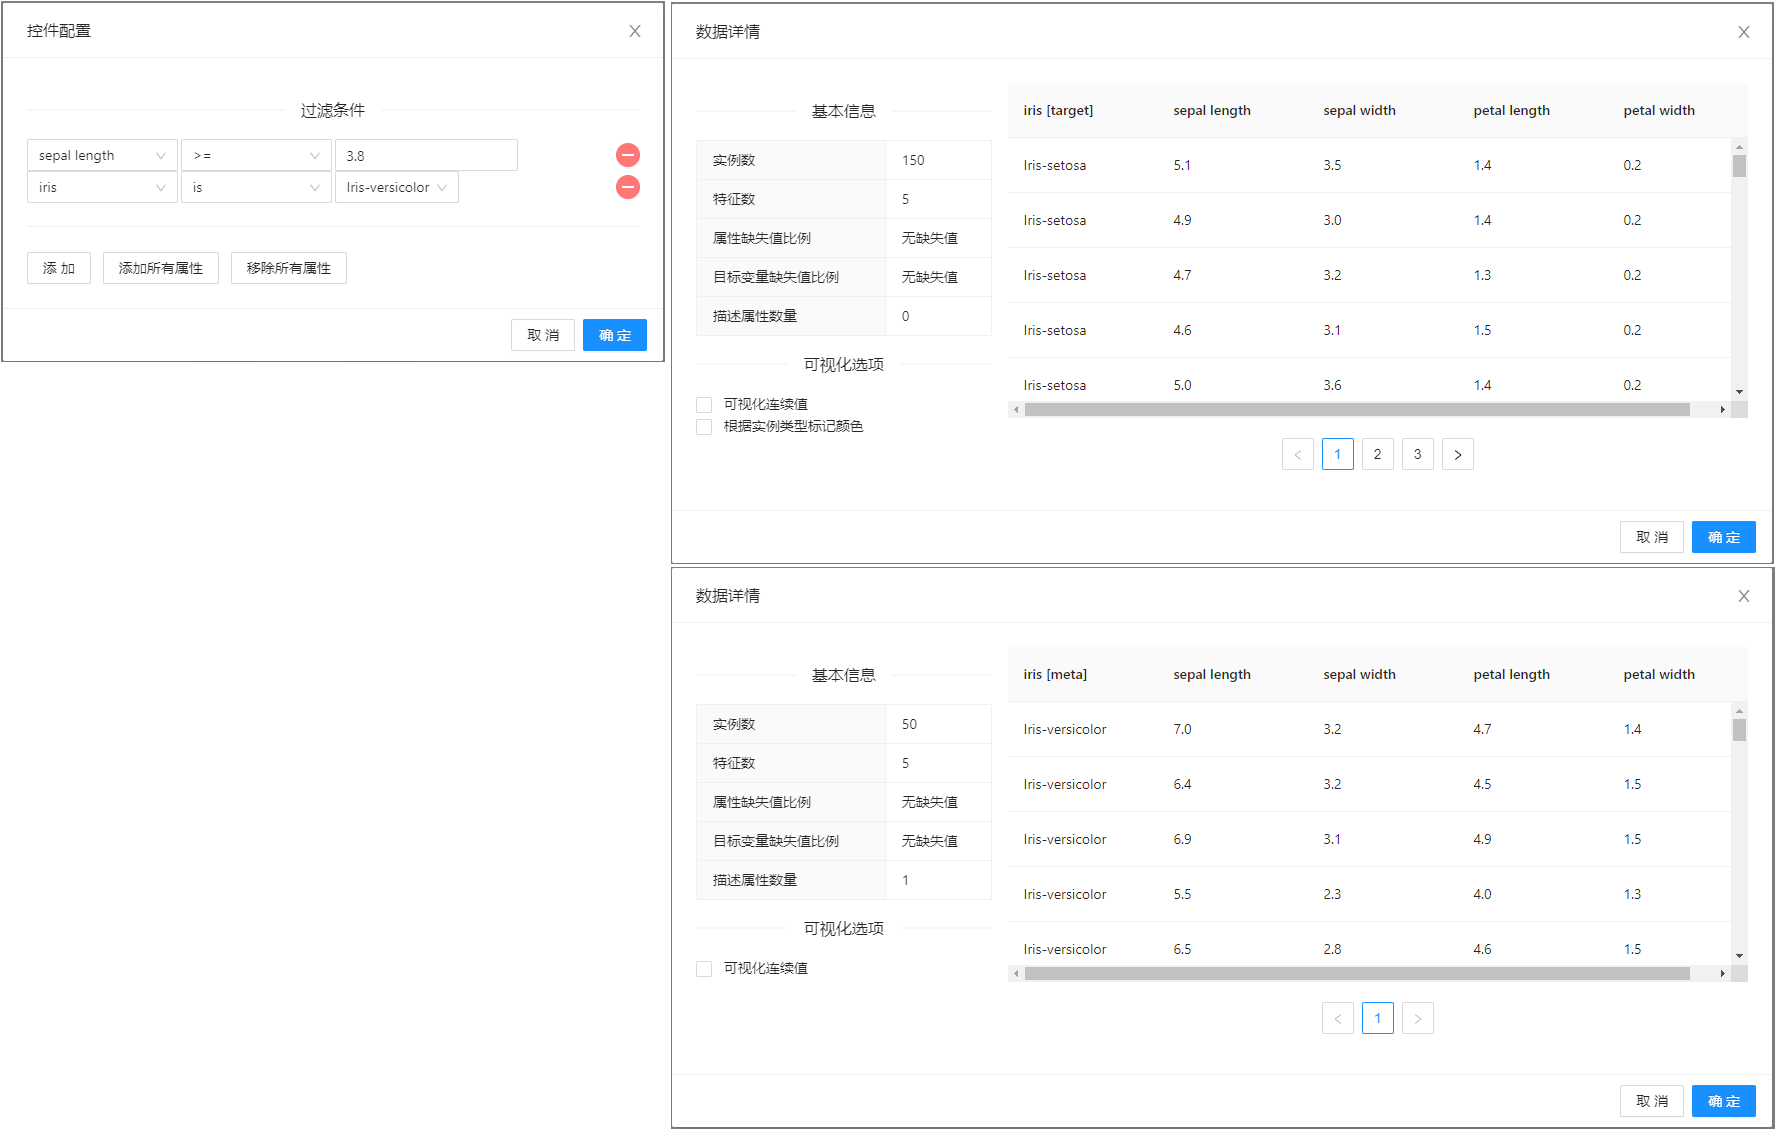 控件配置
过滤条件
sepal length >= 3.8
iris is Iris-versicolor
添 加 添加所有属性 移除所有属性
取 消 确 定
数据详情
基本信息
实例数 150
特征数 5
属性缺失值比例 无缺失值
目标变量缺失值比例 无缺失值
描述属性数量 0
可视化选项
可视化连续值
根据实例类型标记颜色
iris [target] sepal length sepal width petal length petal width
Iris-setosa 5.1 3.5 1.4 0.2
Iris-setosa 4.9 3.0 1.4 0.2
Iris-setosa 4.7 3.2 1.3 0.2
Iris-setosa 4.6 3.1 1.5 0.2
Iris-setosa 5.0 3.6 1.4 0.2
< 1 2 3 >
取 消 确 定
数据详情
基本信息
实例数 50
特征数 5
属性缺失值比例 无缺失值
目标变量缺失值比例 无缺失值
描述属性数量 1
可视化选项
可视化连续值
iris [meta] sepal length sepal width petal length petal width
Iris-versicolor 7.0 3.2 4.7 1.4
Iris-versicolor 6.4 3.2 4.5 1.5
Iris-versicolor 6.9 3.1 4.9 1.5
Iris-versicolor 5.5 2.3 4.0 1.3
Iris-versicolor 6.5 2.8 4.6 1.5
< 1 >
取 消 确 定